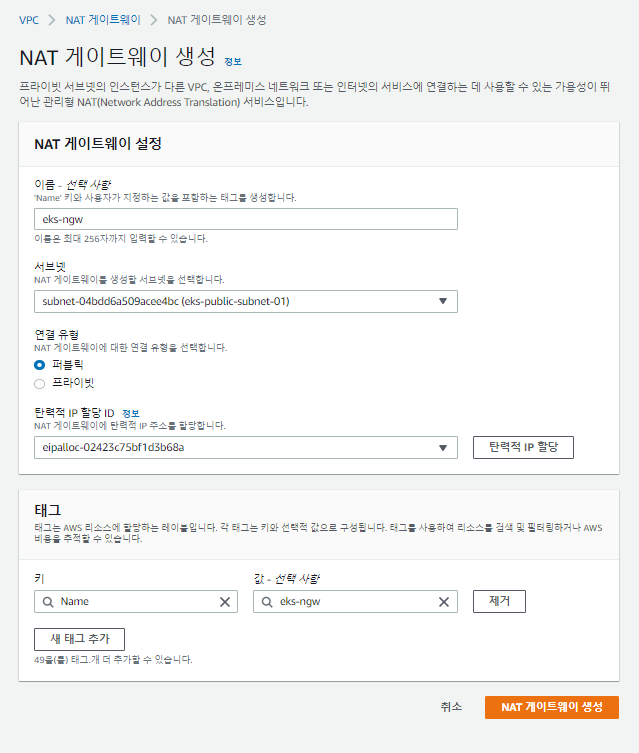 VPC > NAT 게이트웨이 > NAT 게이트웨이 생성
NAT 게이트웨이 생성 정보
프라이빗 서브넷의 인스턴스가 다른 VPC, 온프레미스 네트워크 또는 인터넷의 서비스에 연결하는 데 사용할 수 있는 가용성이 뛰
어난 관리형 NAT(Network Address Translation) 서비스입니다.
NAT 게이트웨이 설정
이름 - 선택 사항
'Name' 키와 사용자가 지정하는 값을 포함하는 태그를 생성합니다.
eks-ngw
이름은 최대 256자까지 입력할 수 있습니다.
서브넷
NAT 게이트웨이를 생성할 서브넷을 선택합니다.
subnet-04bdd6a509acee4bc (eks-public-subnet-01)
연결 유형
NAT 게이트웨이에 대한 연결 유형을 선택합니다.
퍼블릭
프라이빗
탄력적 IP 할당 ID 정보
NAT 게이트웨이에 탄력적 IP 주소를 할당합니다.
eipalloc-02423c75bf1d3b68a 탄력적 IP 할당
태그
태그는 AWS 리소스에 할당하는 레이블입니다. 각 태그는 키와 선택적 값으로 구성됩니다. 태그를 사용하여 리소스를 검색 및 필터링하거나 AWS
비용을 추적할 수 있습니다.
키 값 - 선택 사항
Name eks-ngw 제거
새 태그 추가
49을(를) 태그.개 더 추가할 수 있습니다.
취소 NAT 게이트웨이 생성